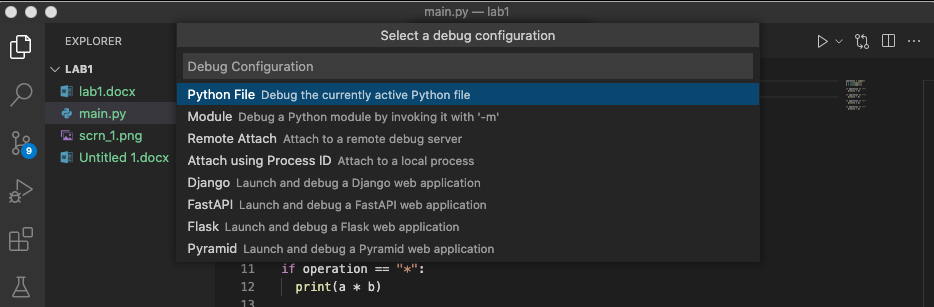 main.py — lab1
EXPLORER
LAB1
lab1.docx
main.py
scrn_1.png
Untitled 1.docx
9
Select a debug configuration
Debug Configuration
Python File Debug the currently active Python file
Module Debug a Python module by invoking it with '-m'
Remote Attach Attach to a remote debug server
Attach using Process ID Attach to a local process
Django Launch and debug a Django web application
FastAPI Launch and debug a FastAPI web application
Flask Launch and debug a Flask web application
Pyramid Launch and debug a Pyramid web application
11 if operation == "*":
12 print(a * b)
13